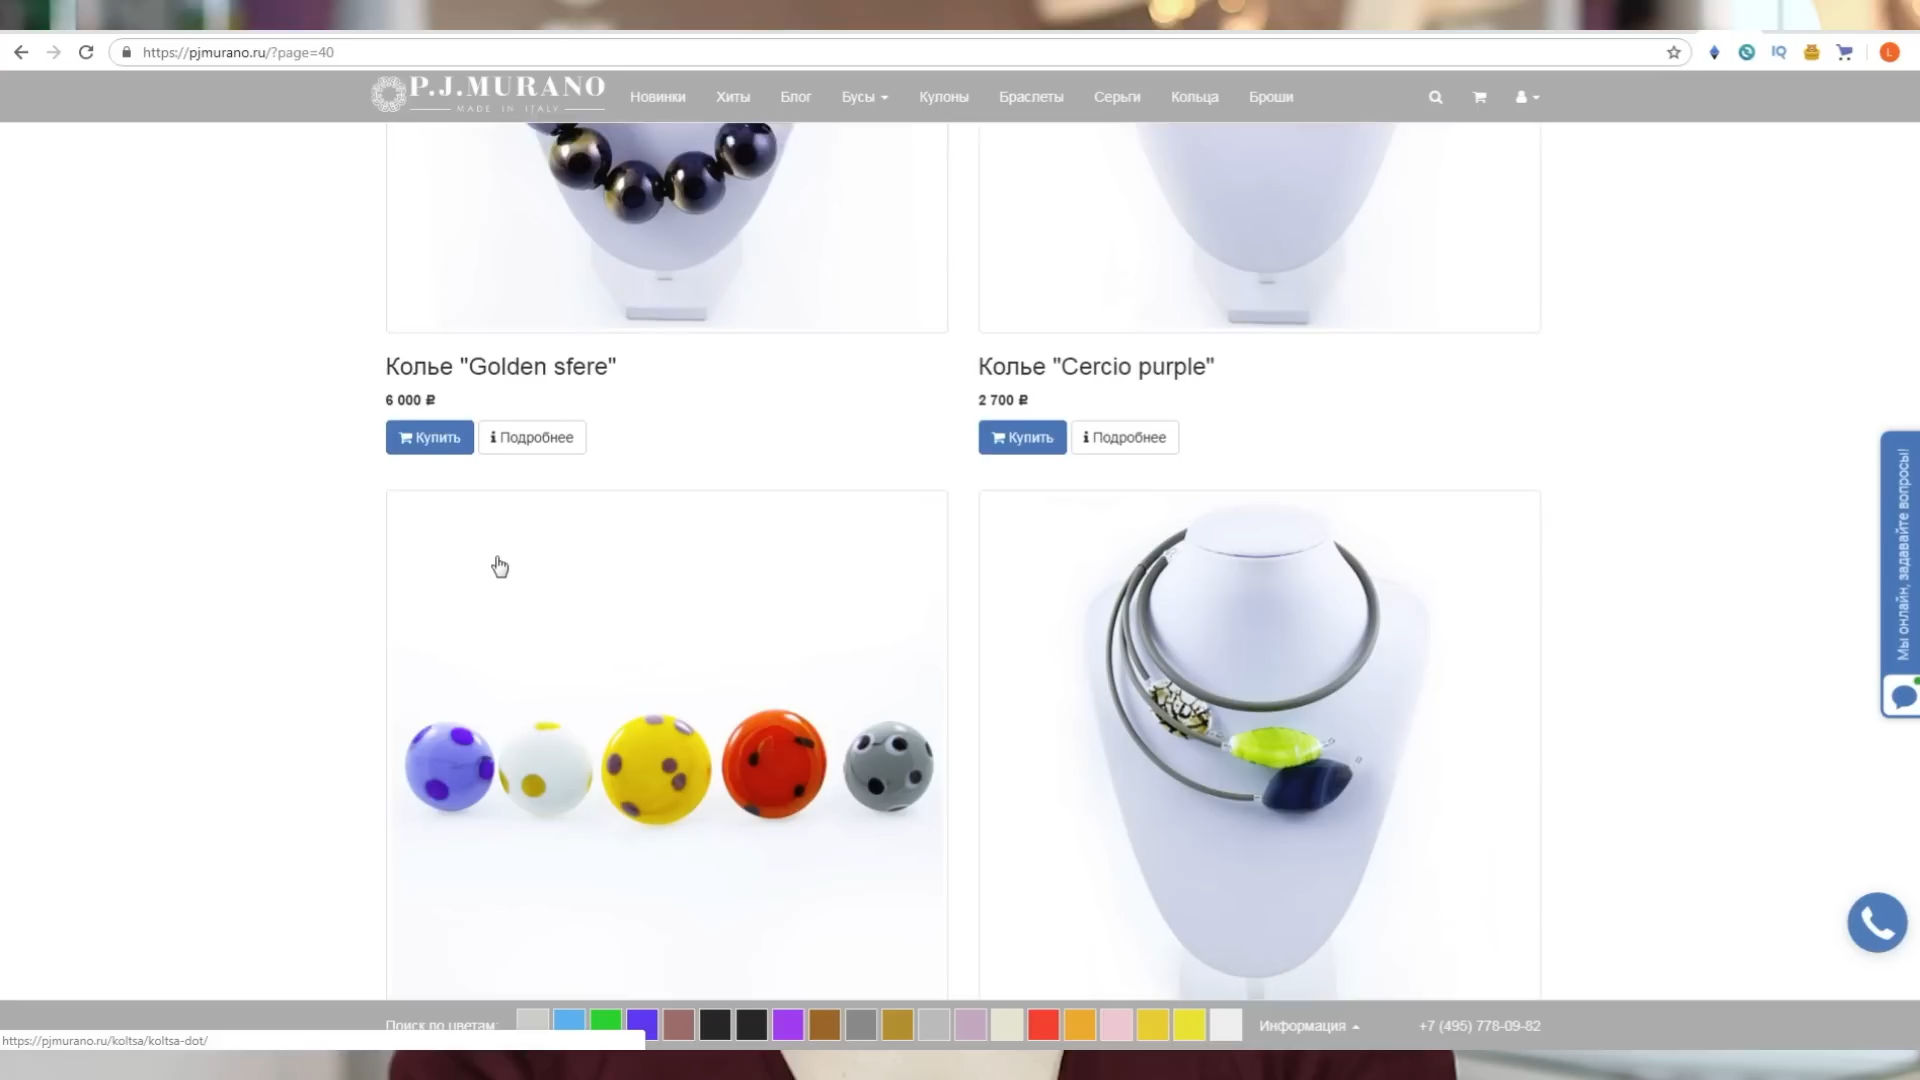 https://pjmurano.ru/?page=40
IQ
L
P.J.MURANO
MADE IN ITALY
Новинки
Хиты
Блог
Бусы
Кулоны
Браслеты
Серьги
Кольца
Броши
Колье "Golden sfere"
6 000 ₽
Купить
Подробнее
Колье "Cercio purple"
2 700 ₽
Купить
Подробнее
Мы онлайн, задавайте вопросы!
Поиск по цветам:
Информация
+7 (495) 778-09-82
https://pjmurano.ru/koltsa/koltsa-dot/